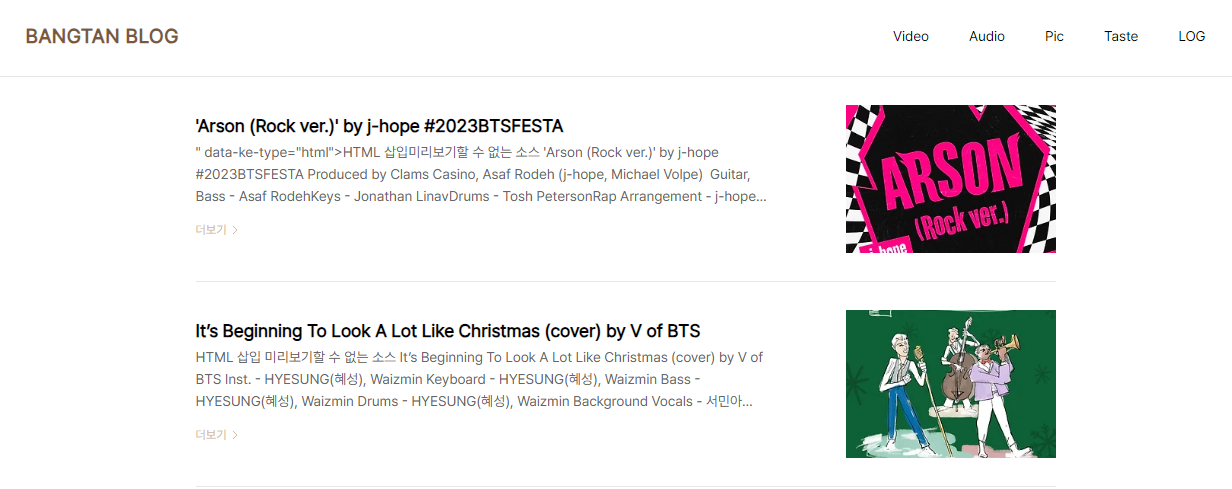 BANGTAN BLOG
Video Audio Pic Taste LOG
'Arson (Rock ver.)' by j-hope #2023BTSFESTA
" data-ke-type="html">HTML 삽입미리보기할 수 없는 소스 'Arson (Rock ver.)' by j-hope
#2023BTSFESTA Produced by Clams Casino, Asaf Rodeh (j-hope, Michael Volpe)  Guitar,
Bass - Asaf RodehKeys - Jonathan LinavDrums - Tosh PetersonRap Arrangement - j-hope...
더보기 >
ARSON
(Rock ver.)
j-hope
It's Beginning To Look A Lot Like Christmas (cover) by V of BTS
HTML 삽입 미리보기할 수 없는 소스 It's Beginning To Look A Lot Like Christmas (cover) by V of
BTS Inst. - HYESUNG(혜성), Waizmin Keyboard - HYESUNG(혜성), Waizmin Bass -
HYESUNG(혜성), Waizmin Drums - HYESUNG(혜성), Waizmin Background Vocals - 서민아...
더보기 >